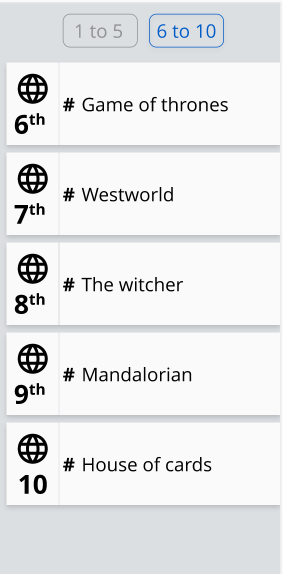 1 to 5 6 to 10
# Game of thrones
6th
# Westworld
7th
# The witcher
8th
# Mandalorian
9th
# House of cards
10